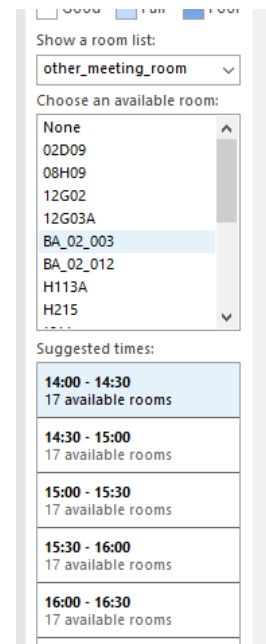 Good Fair Poor
Show a room list:
other_meeting_room
Choose an available room:
None
02D09
08H09
12G02
12G03A
BA_02_003
BA_02_012
H113A
H215
Suggested times:
14:00 - 14:30
17 available rooms
14:30 - 15:00
17 available rooms
15:00 - 15:30
17 available rooms
15:30 - 16:00
17 available rooms
16:00 - 16:30
17 available rooms